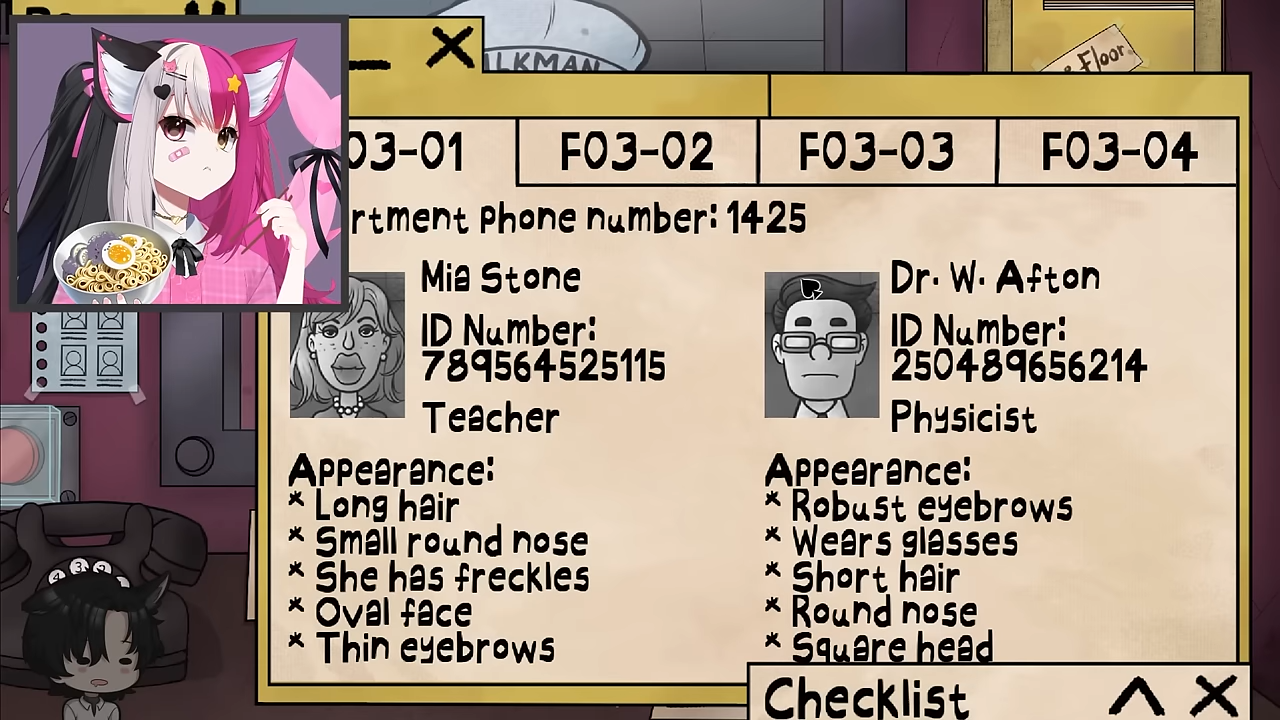 LKMAN
Floor
03-01
F03-02
F03-03
F03-04
rtment phone number: 1425
Mia Stone
ID Number:
789564525115
Teacher
Appearance:
* Long hair
* Small round nose
* She has freckles
* Oval face
* Thin eyebrows
Dr. W. Afton
ID Number:
250489656214
Physicist
Appearance:
* Robust eyebrows
* Wears glasses
* Short hair
* Round nose
* Square head
Checklist